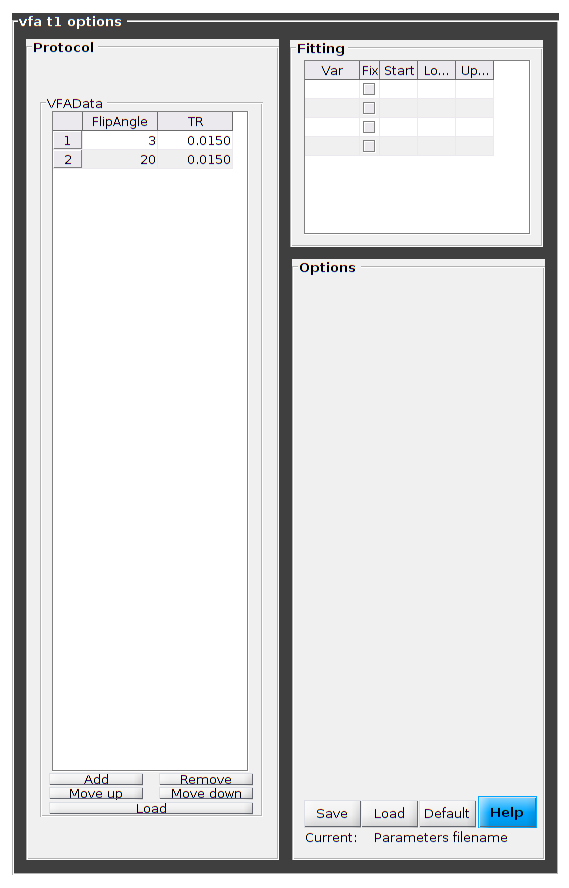 vfa t1 options
Protocol
VFAData
FlipAngle TR
1 3 0.0150
2 20 0.0150
Add Remove
Move up Move down
Load
Fitting
Var Fix Start Lo... Up...
Options
Save Load Default Help
Current: Parameters filename